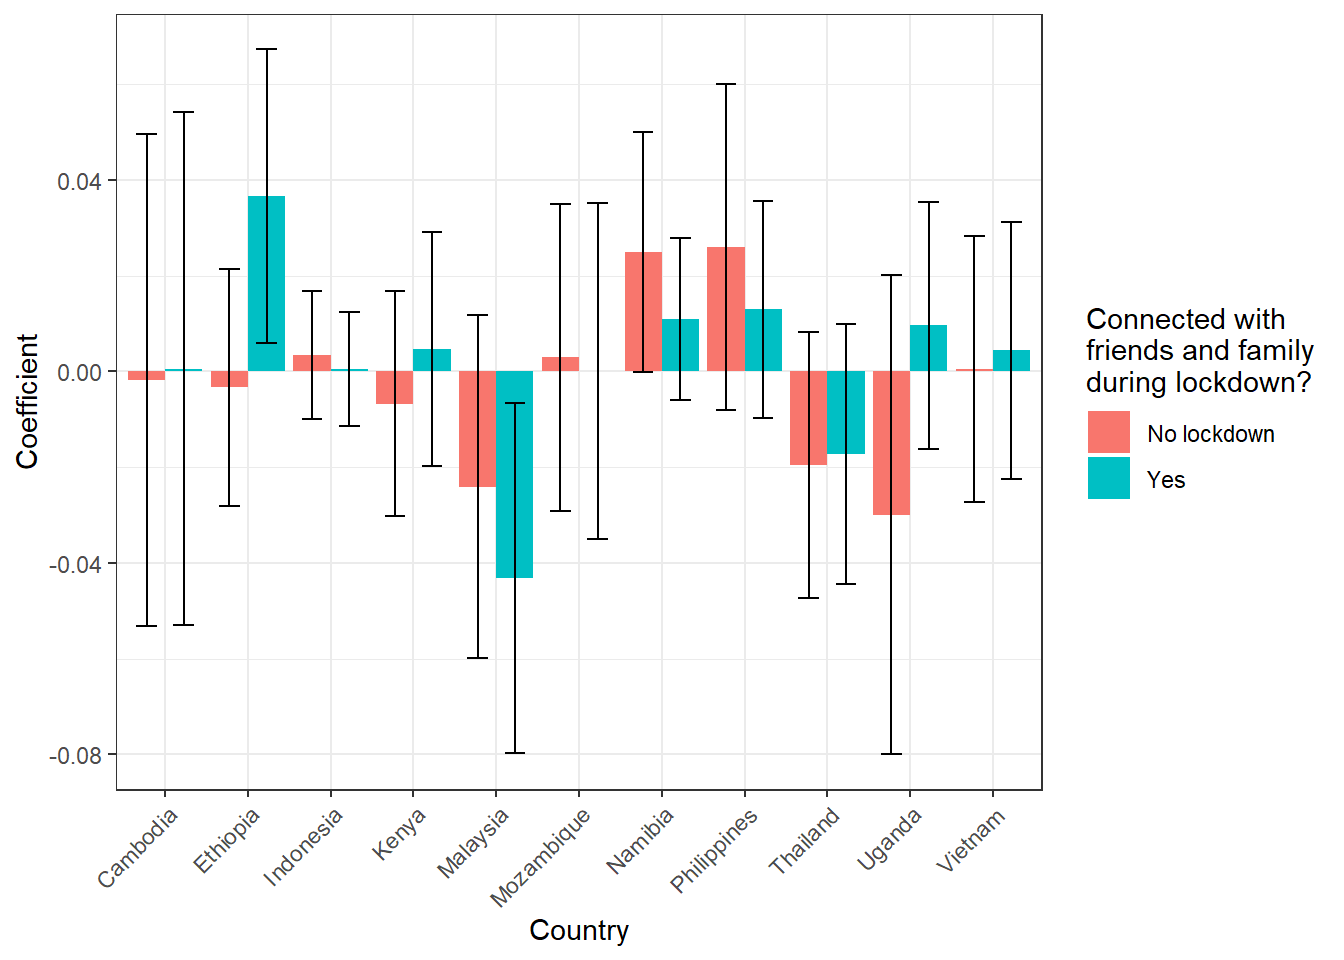 0.04
0.00
-0.04
-0.08
Coefficient
Cambodia
Ethiopia
Indonesia
Kenya
Malaysia
Mozambique
Namibia
Philippines
Thailand
Uganda
Vietnam
Country
Connected with
friends and family
during lockdown?
No lockdown
Yes